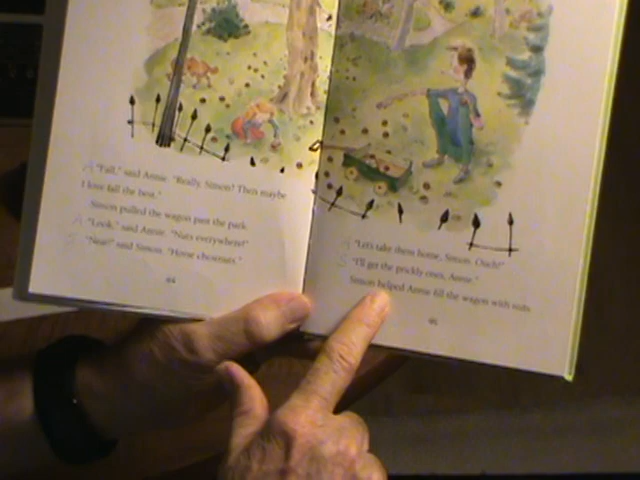 A "Fall," said Annie. "Really, Simon? Then maybe
I love fall the best."
Simon pulled the wagon past the park.
A "Look," said Annie. "Nuts everywhere!"
S "Neat!" said Simon. "Horse chestnuts."
44
A "Let's take them home, Simon. Ouch!"
S "I'll get the prickly ones, Annie."
Simon helped Annie fill the wagon with nuts.
45